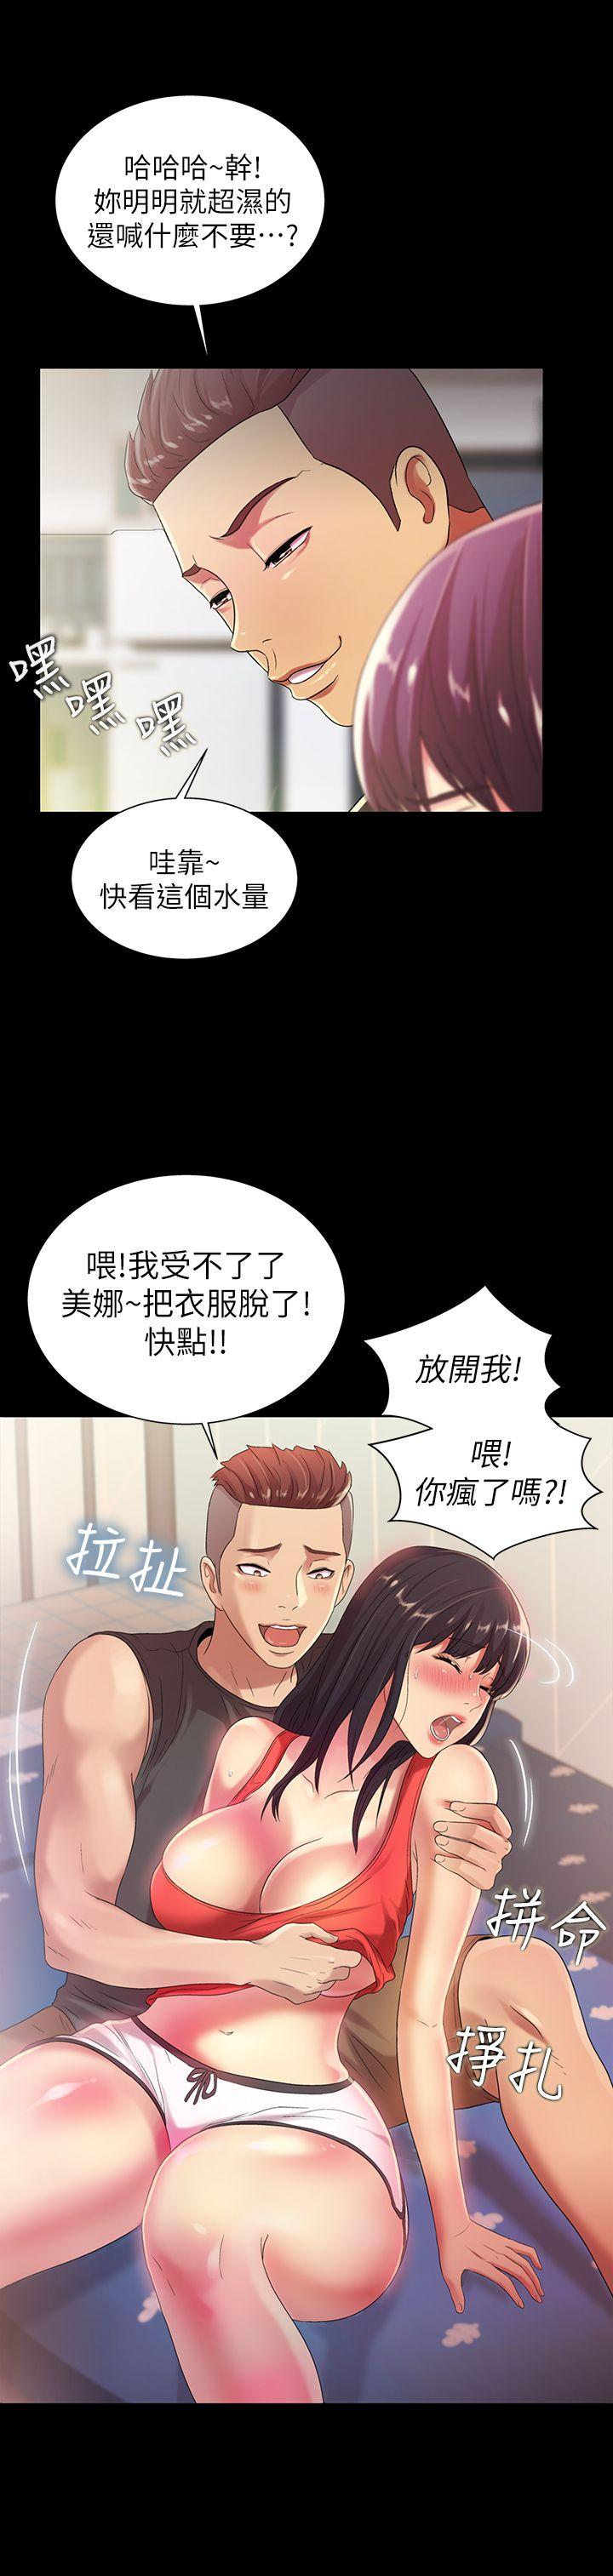 哈哈哈~幹!
妳明明就超濕的
還喊什麼不要…?
嘿
嘿
嘿
哇靠~
快看這個水量
喂!我受不了了
美娜~把衣服脫了!
快點!!
放開我!
喂!
你瘋了嗎?!
拉扯
拼命
掙扎